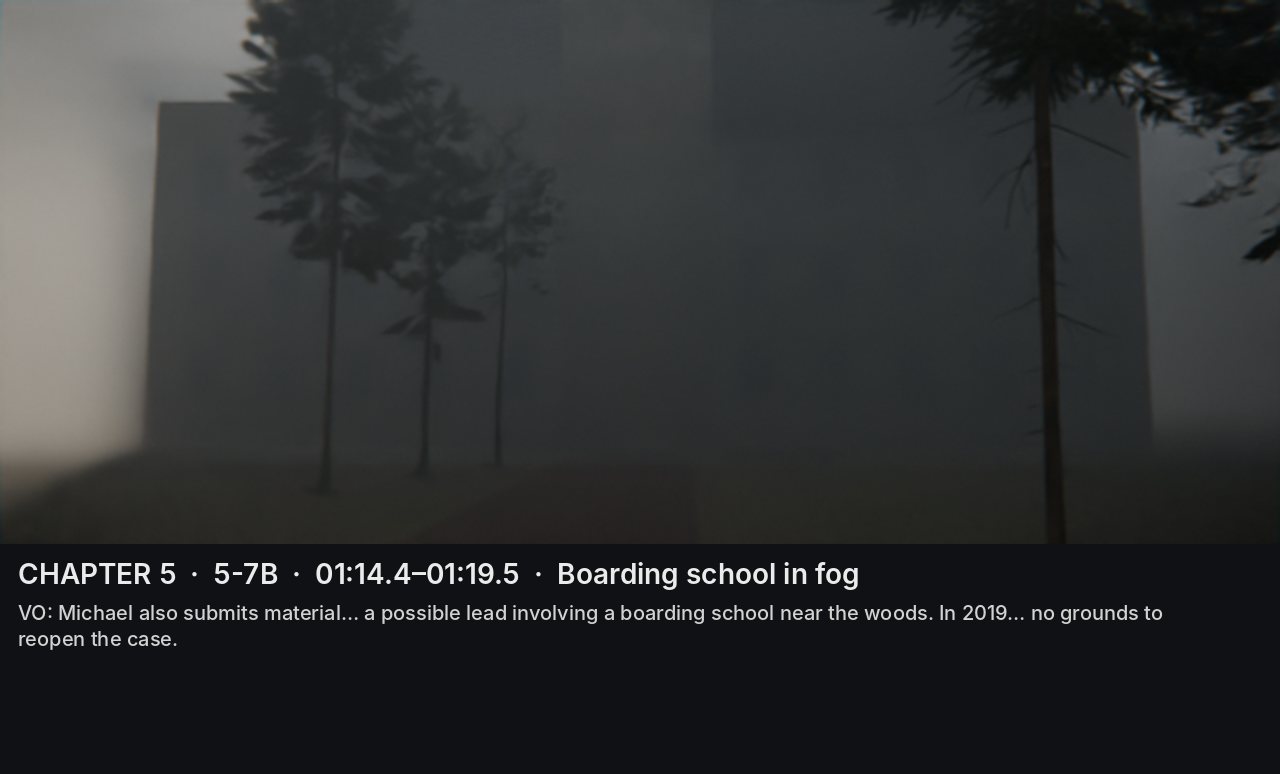 CHAPTER 5 · 5-7B · 01:14.4–01:19.5 · Boarding school in fog
VO: Michael also submits material... a possible lead involving a boarding school near the woods. In 2019... no grounds to
reopen the case.